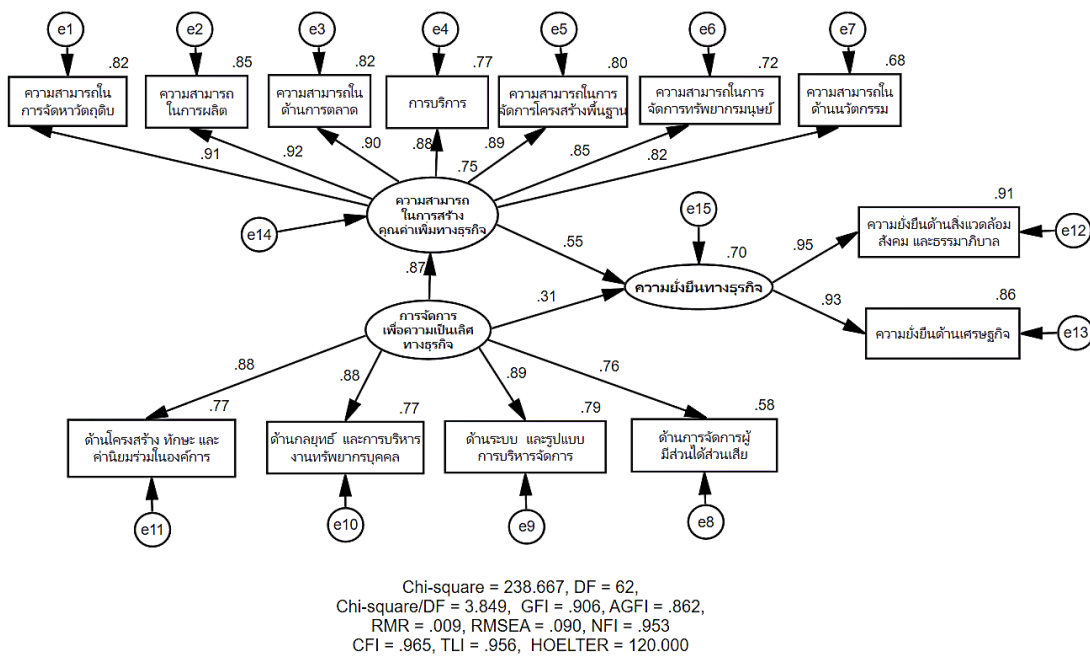 e1
e2
e3
e4
e5
e6
e7
.82
.85
.82
.77
.80
.72
.68
ความสามารถใน
การจัดหาวัตถุดิบ
ความสามารถ
ในการผลิต
ความสามารถใน
ด้านการตลาด
การบริการ
ความสามารถในการ
จัดการโครงสร้างพื้นฐาน
ความสามารถในการ
จัดการทรัพยากรมนุษย์
ความสามารถใน
ด้านนวัตกรรม
.91
.92
.90
.88
.89
.85
.82
.75
ความสามารถ
ในการสร้าง
คุณค่าเพิ่มทางธุรกิจ
e14
e15
.55
.70
ความยั่งยืนทางธุรกิจ
.95
.91
ความยั่งยืนด้านสิ่งแวดล้อม
สังคม และธรรมาภิบาล
e12
.93
.86
ความยั่งยืนด้านเศรษฐกิจ
e13
.87
.31
การจัดการ
เพื่อความเป็นเลิศ
ทางธุรกิจ
.88
.88
.89
.76
.77
.77
.79
.58
ด้านโครงสร้าง ทักษะ และ
ค่านิยมร่วมในองค์การ
ด้านกลยุทธ์ และการบริหาร
งานทรัพยากรบุคคล
ด้านระบบ และรูปแบบ
การบริหารจัดการ
ด้านการจัดการผู้
มีส่วนได้ส่วนเสีย
e11
e10
e9
e8
Chi-square = 238.667, DF = 62,
Chi-square/DF = 3.849, GFI = .906, AGFI = .862,
RMR = .009, RMSEA = .090, NFI = .953
CFI = .965, TLI = .956, HOELTER = 120.000